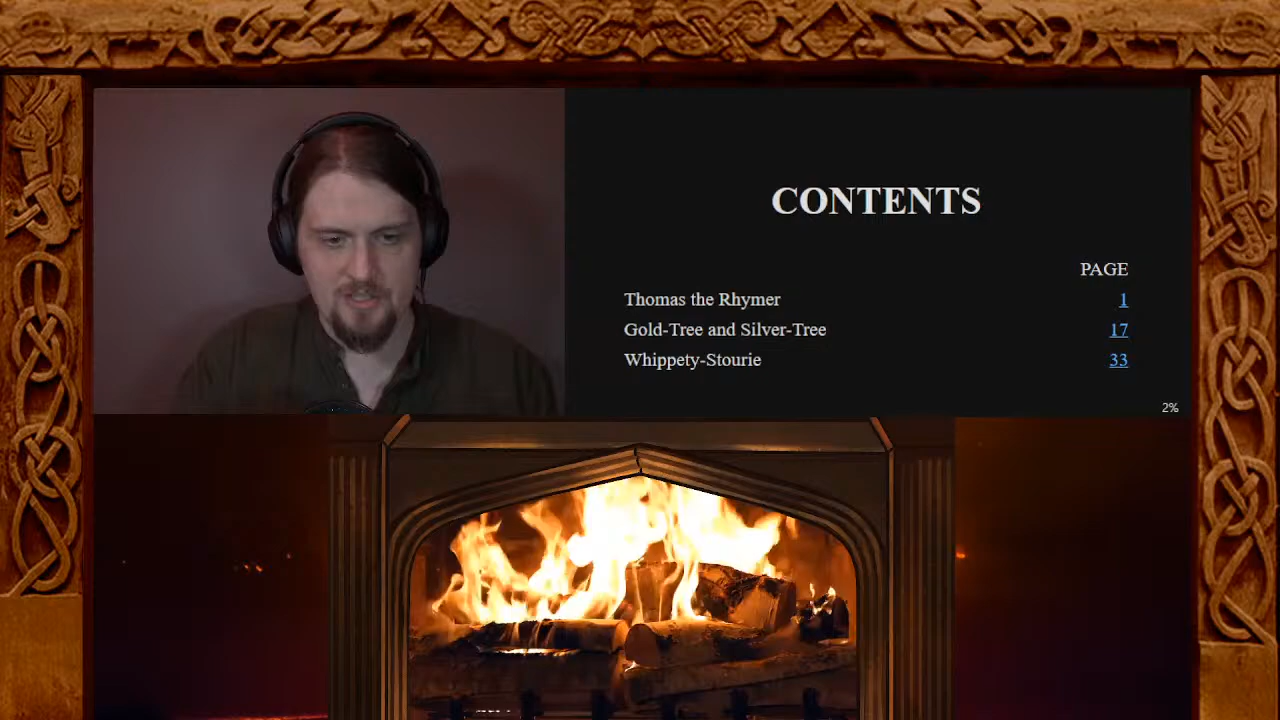 CONTENTS
PAGE
Thomas the Rhymer 1
Gold-Tree and Silver-Tree 17
Whippety-Stourie 33
2%